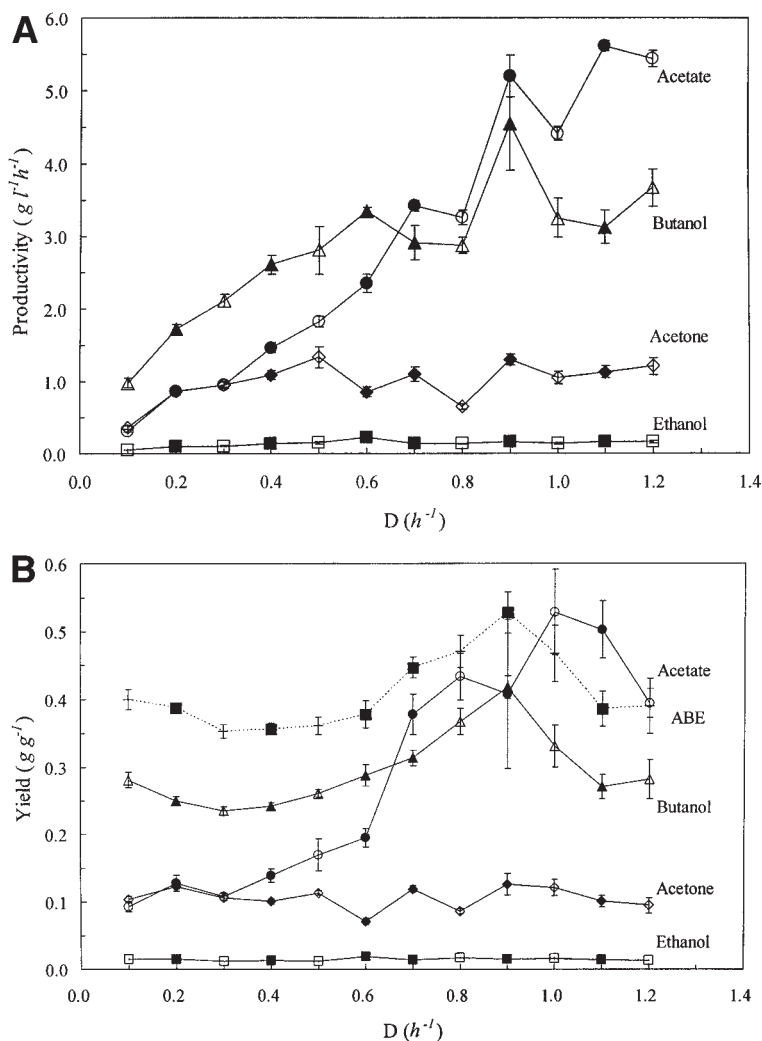 A
6.0
5.0
4.0
3.0
2.0
1.0
0.0
Productivity ( g l⁻¹h⁻¹)
Acetate
Butanol
Acetone
Ethanol
0.0 0.2 0.4 0.6 0.8 1.0 1.2 1.4
D (h⁻¹)
B
0.6
0.5
0.4
0.3
0.2
0.1
0.0
Yield ( g g⁻¹)
Acetate
ABE
Butanol
Acetone
Ethanol
0.0 0.2 0.4 0.6 0.8 1.0 1.2 1.4
D (h⁻¹)